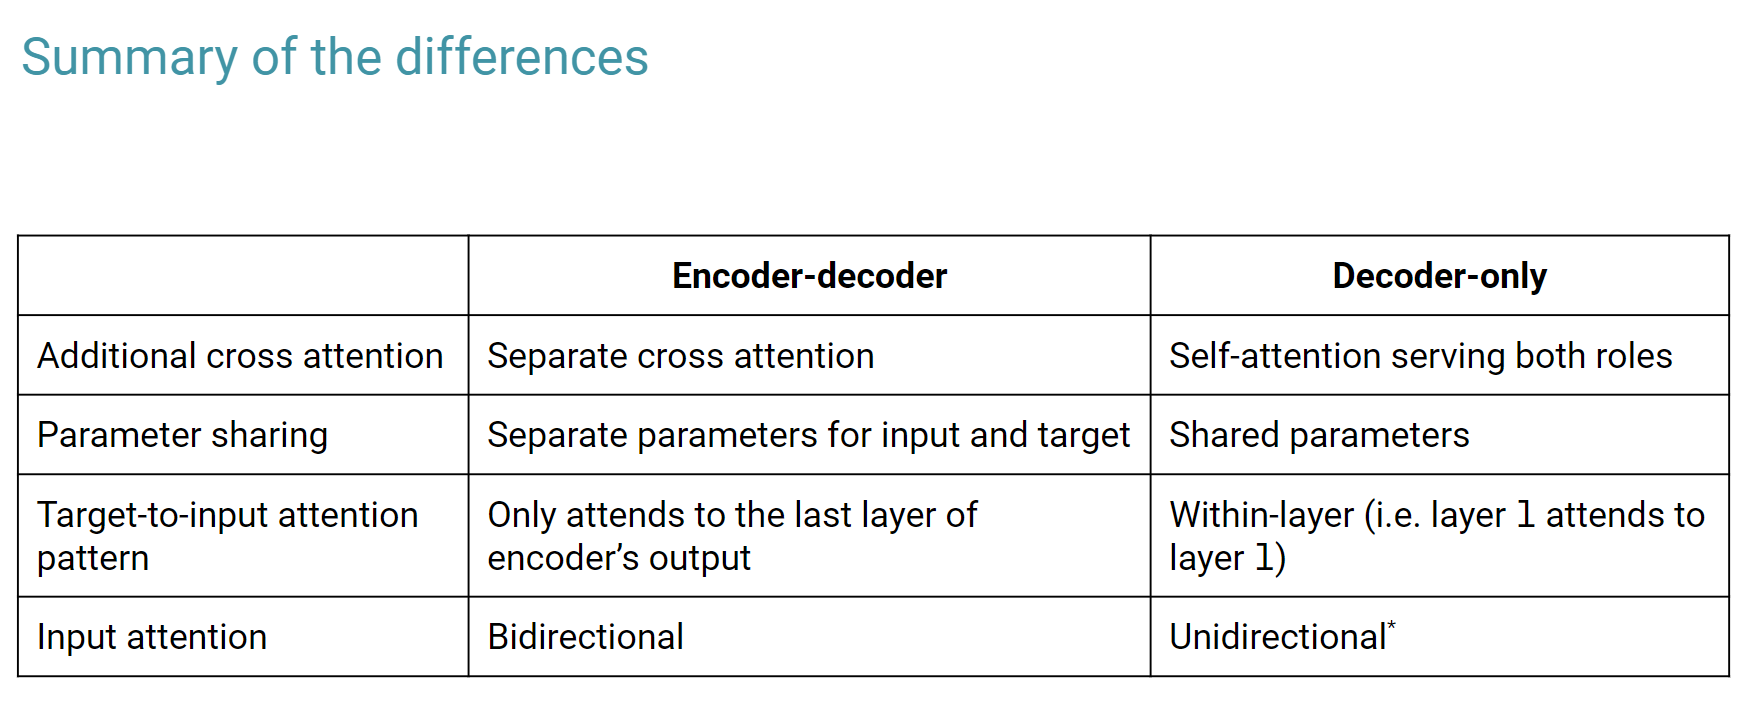 Summary of the differences
Encoder-decoder
Decoder-only
Additional cross attention
Separate cross attention
Self-attention serving both roles
Parameter sharing
Separate parameters for input and target
Shared parameters
Target-to-input attention
pattern
Only attends to the last layer of
encoder’s output
Within-layer (i.e. layer l attends to
layer l)
Input attention
Bidirectional
Unidirectional*